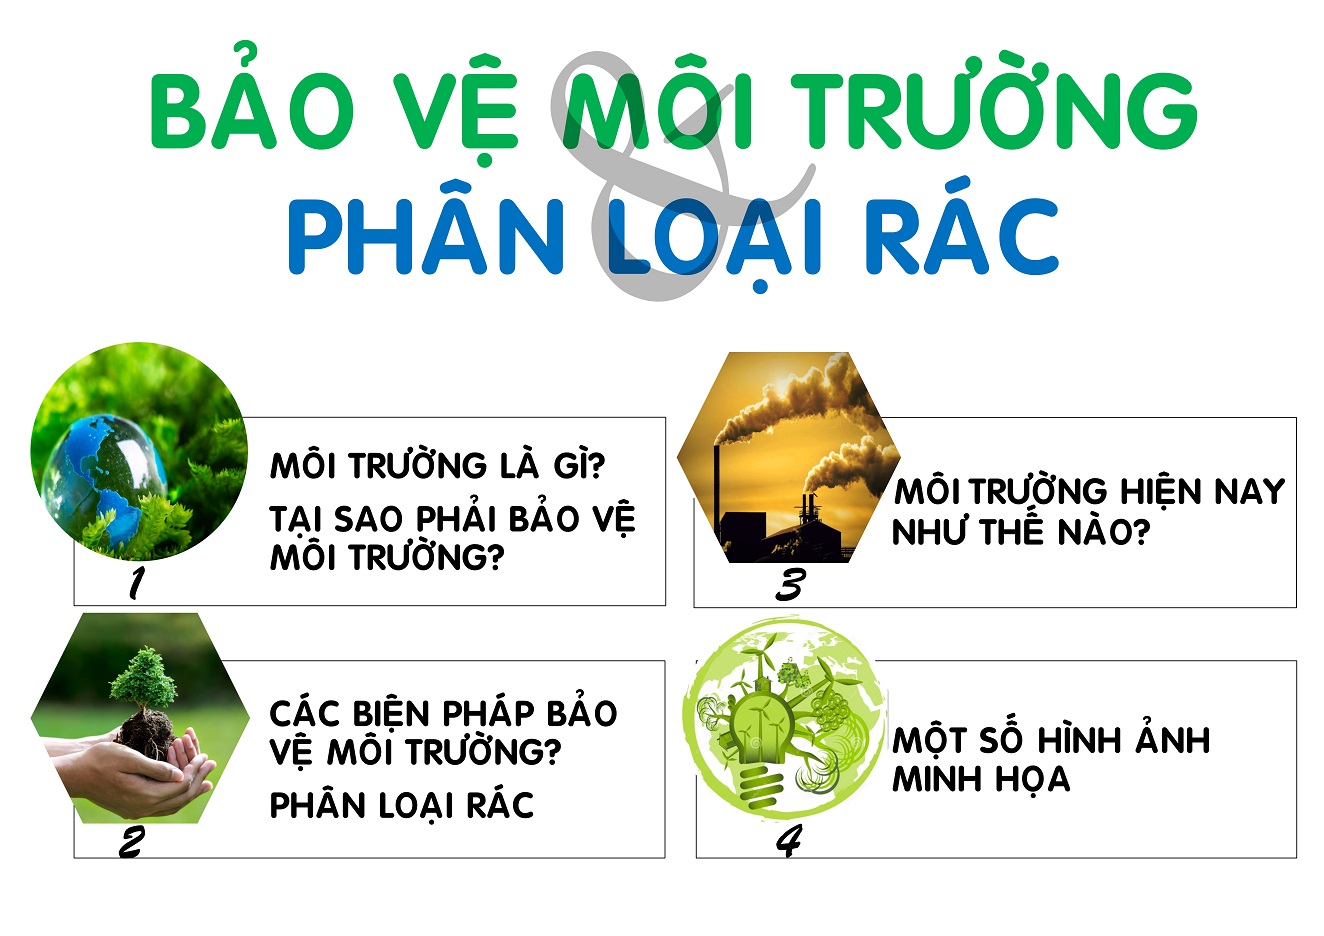 BẢO VỆ MÔI TRƯỜNG
&
PHÂN LOẠI RÁC
MÔI TRƯỜNG LÀ GÌ?
TẠI SAO PHẢI BẢO VỆ
MÔI TRƯỜNG?
1
CÁC BIỆN PHÁP BẢO
VỆ MÔI TRƯỜNG?
PHÂN LOẠI RÁC
2
MÔI TRƯỜNG HIỆN NAY
NHƯ THẾ NÀO?
3
MỘT SỐ HÌNH ẢNH
MINH HỌA
4